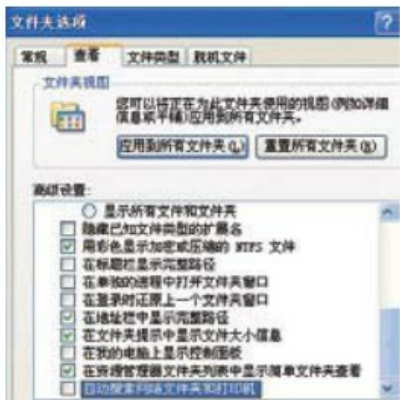 文件夹选项
常规 查看 文件类型 脱机文件
文件夹视图
您可以将正在为此文件夹使用的视图(例如详细
信息或平铺)应用到所有文件夹。
应用到所有文件夹(L) 重置所有文件夹(R)
高级设置:
显示所有文件和文件夹
隐藏已知文件类型的扩展名
用彩色显示加密或压缩的 NTFS 文件
在标题栏显示完整路径
在单独的进程中打开文件夹窗口
在登录时还原上一个文件夹窗口
在地址栏中显示完整路径
在文件夹提示中显示文件大小信息
在我的电脑上显示控制面板
在资源管理器文件夹列表中显示简单文件夹查看
自动搜索网络文件夹和打印机